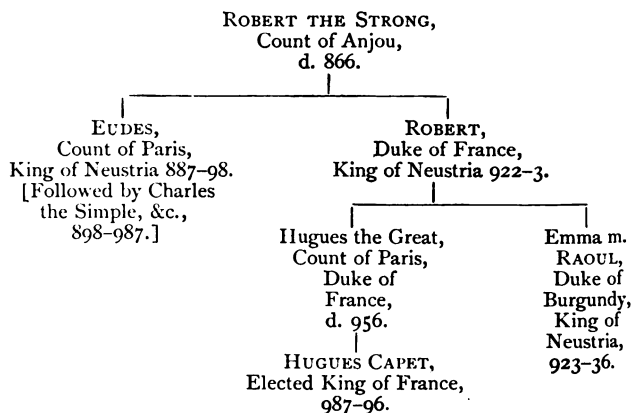 ROBERT THE STRONG,
Count of Anjou,
d. 866.
EUDES,
Count of Paris,
King of Neustria 887–98.
[Followed by Charles
the Simple, &c.,
898–987.]
ROBERT,
Duke of France,
King of Neustria 922–3.
Hugues the Great,
Count of Paris,
Duke of
France,
d. 956.
HUGUES CAPET,
Elected King of France,
987–96.
Emma m.
RAOUL,
Duke of
Burgundy,
King of
Neustria,
923–36.